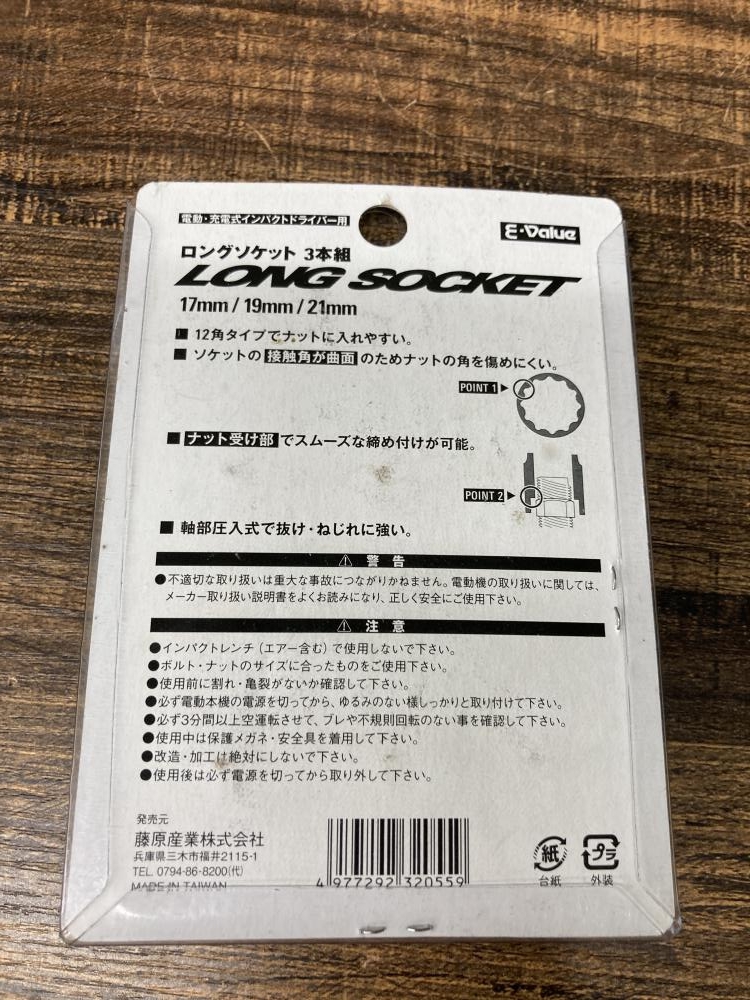 電動・充電式インパクトドライバー用
E-Value
ロングソケット 3本組
LONG SOCKET
17mm / 19mm / 21mm
■ 12角タイプでナットに入れやすい。
■ ソケットの 接触角が曲面 のためナットの角を傷めにくい。
POINT 1
■ ナット受け部 でスムーズな締め付けが可能。
POINT 2
■ 軸部圧入式で抜け・ねじれに強い。
⚠ 警告
●不適切な取り扱いは重大な事故につながりかねません。電動機の取り扱いに関しては、
メーカー取り扱い説明書をよくお読みになり、正しく安全にご使用下さい。
⚠ 注意
●インパクトレンチ（エアー含む）で使用しないで下さい。
●ボルト・ナットのサイズに合ったものをご使用下さい。
●使用前に割れ・亀裂がないか確認して下さい。
●必ず電動本機の電源を切ってから、ゆるみのない様しっかりと取り付けて下さい。
●必ず3分間以上空運転させて、ブレや不規則回転のない事を確認して下さい。
●使用中は保護メガネ・安全具を着用して下さい。
●改造・加工は絶対にしないで下さい。
●使用後は必ず電源を切ってから取り外して下さい。
発売元
藤原産業株式会社
兵庫県三木市福井2115-1
TEL. 0794-86-8200(代)
MADE IN TAIWAN
4 977292 320559
紙
台紙
プラ
外装